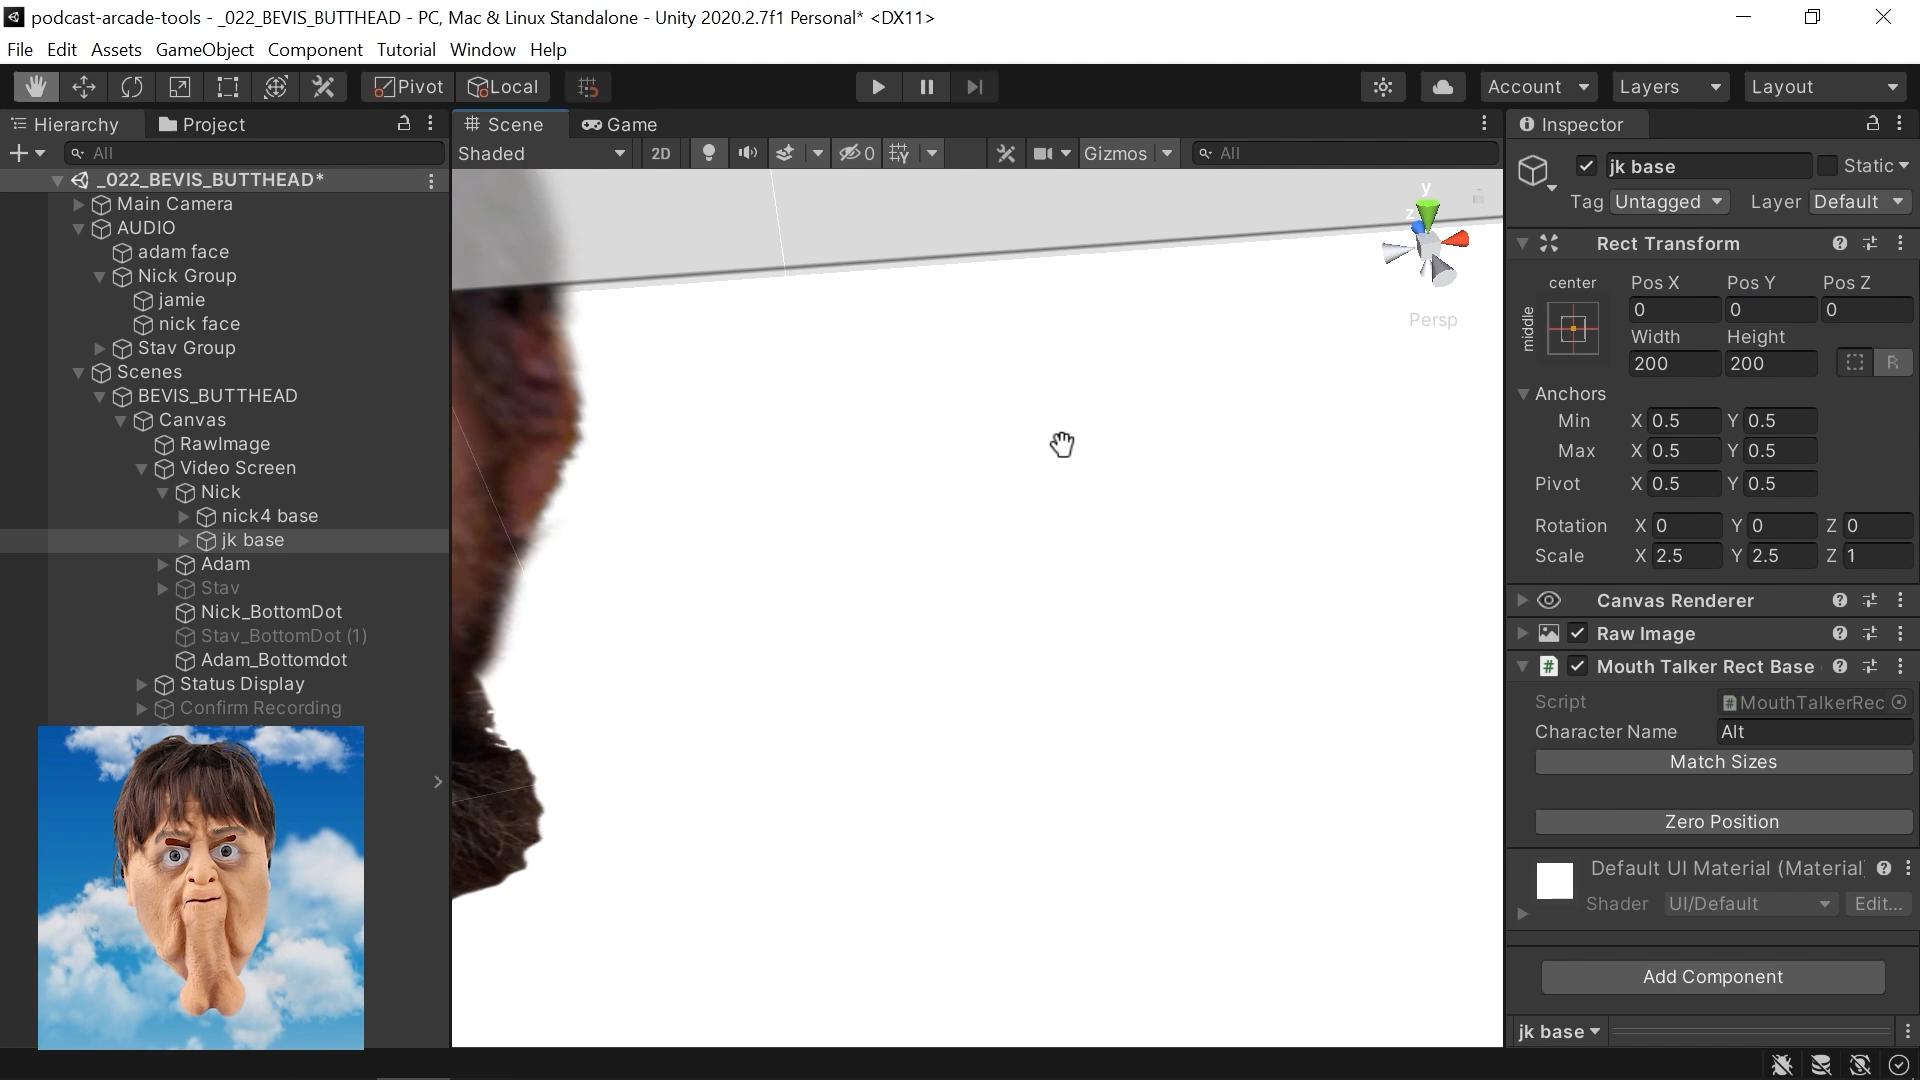 podcast-arcade-tools - _022_BEVIS_BUTTHEAD - PC, Mac & Linux Standalone - Unity 2020.2.7f1 Personal* <DX11>
File Edit Assets GameObject Component Tutorial Window Help
Pivot Local Account Layers Layout
Hierarchy Project Scene Game Inspector
All Shaded 2D 0 Gizmos All
jk base Static
Tag Untagged Layer Default
_022_BEVIS_BUTTHEAD*
Main Camera
AUDIO
adam face
Nick Group
jamie
nick face
Stav Group
Scenes
BEVIS_BUTTHEAD
Canvas
RawImage
Video Screen
Nick
nick4 base
jk base
Adam
Stav
Nick_BottomDot
Stav_BottomDot (1)
Adam_Bottomdot
Status Display
Confirm Recording
y
z
Persp
Rect Transform
center
middle
Pos X Pos Y Pos Z
0 0 0
Width Height
200 200 R
Anchors
Min X 0.5 Y 0.5
Max X 0.5 Y 0.5
Pivot X 0.5 Y 0.5
Rotation X 0 Y 0 Z 0
Scale X 2.5 Y 2.5 Z 1
Canvas Renderer
Raw Image
# Mouth Talker Rect Base
Script # MouthTalkerRec
Character Name Alt
Match Sizes
Zero Position
Default UI Material (Material)
Shader UI/Default Edit...
Add Component
jk base